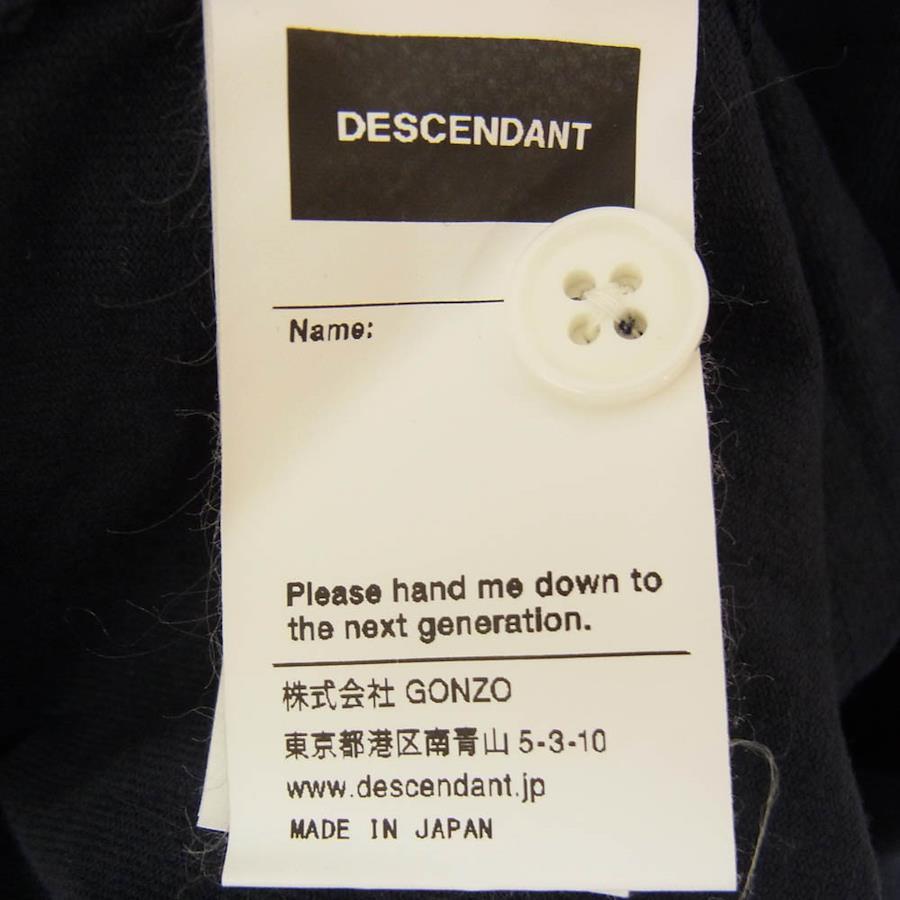 DESCENDANT
Name:
Please hand me down to
the next generation.
株式会社 GONZO
東京都港区南青山 5-3-10
www.descendant.jp
MADE IN JAPAN